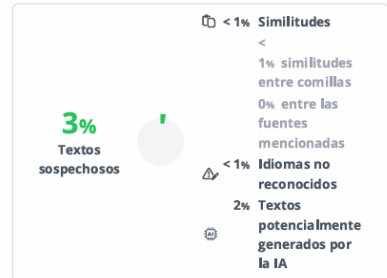 3%
Textos
sospechosos
< 1% Similitudes
<
1% similitudes
entre comillas
0% entre las
fuentes
mencionadas
< 1% Idiomas no
reconocidos
2% Textos
potencialmente
generados por
la IA